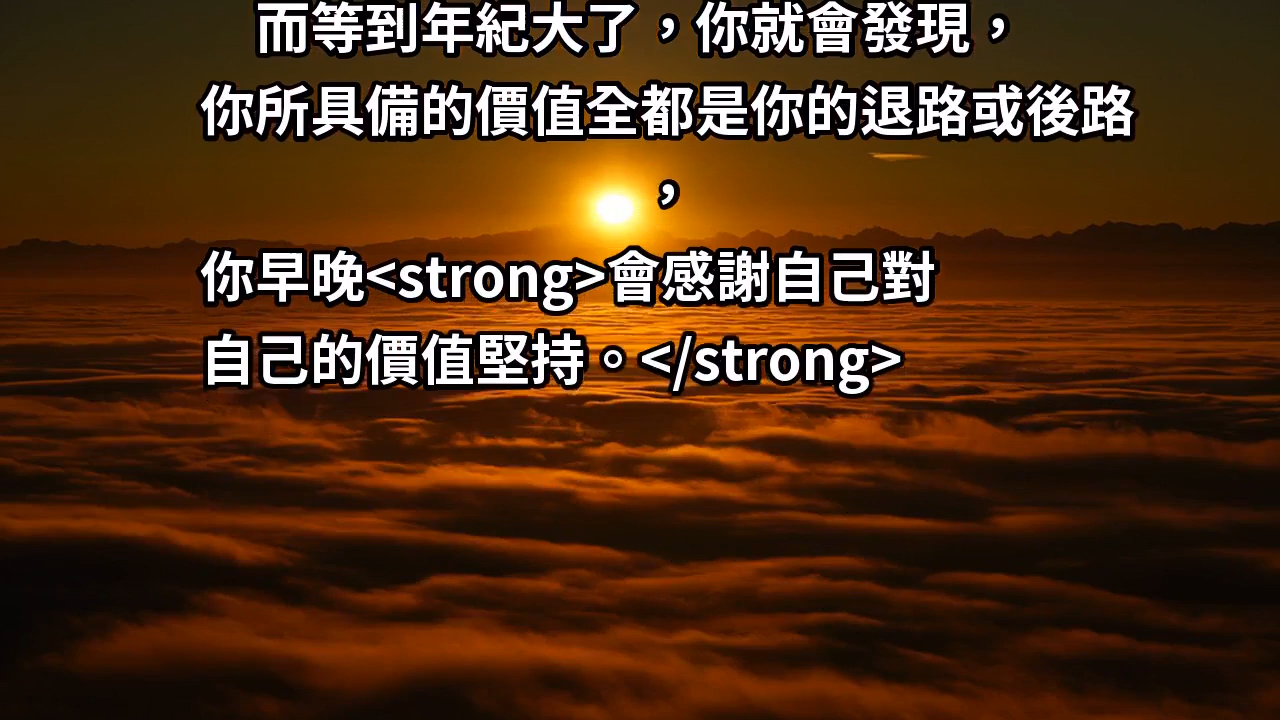 而等到年紀大了，你就會發現，
你所具備的價值全都是你的退路或後路
，
你早晚<strong>會感謝自己對
自己的價值堅持。</strong>